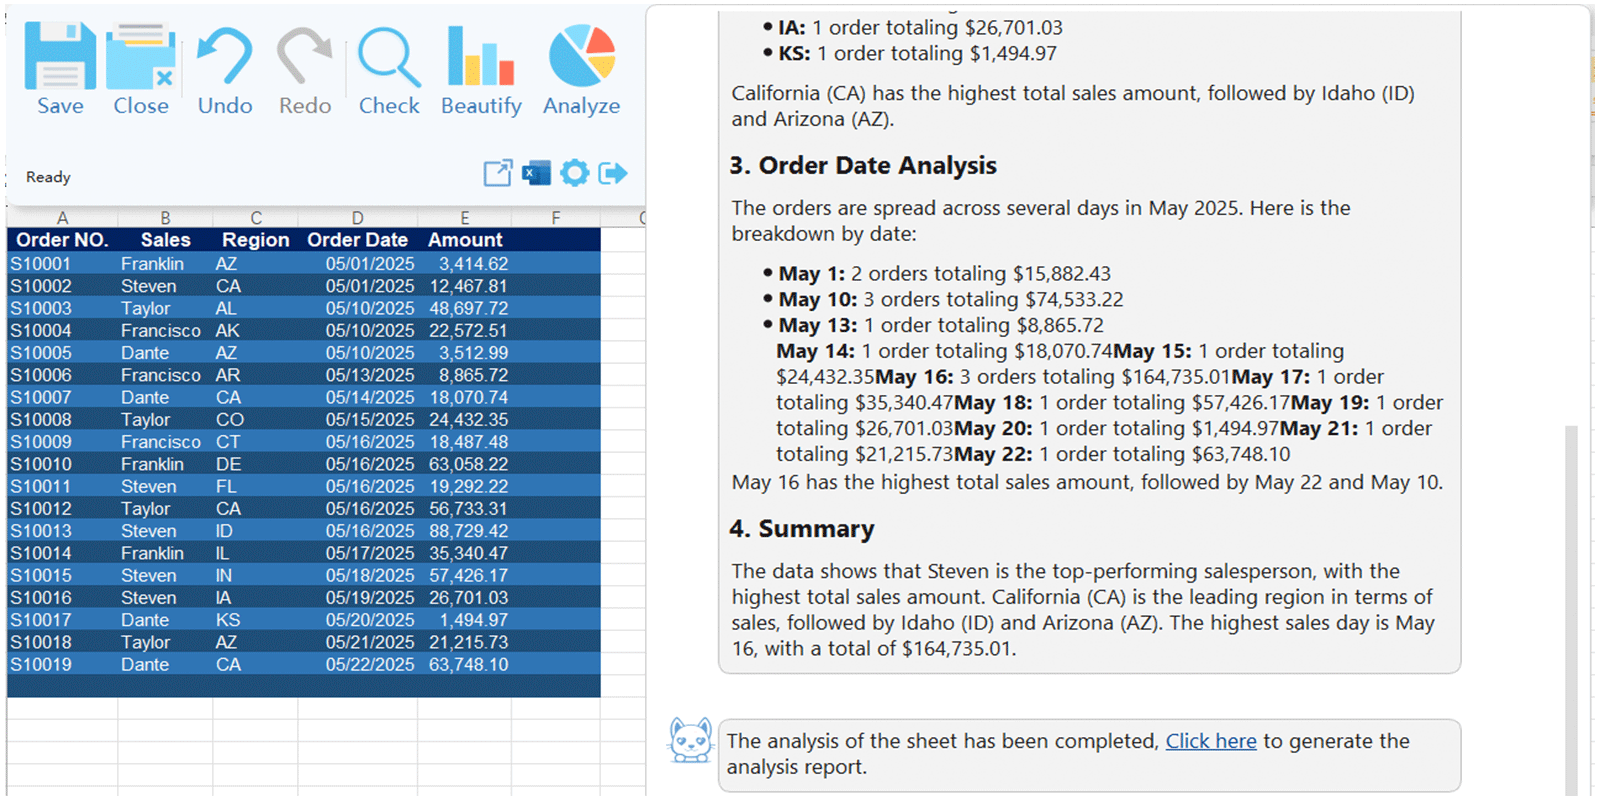 Save Close Undo Redo Check Beautify Analyze
Ready
A B C D E F
Order NO. Sales Region Order Date Amount
S10001 Franklin AZ 05/01/2025 3,414.62
S10002 Steven CA 05/01/2025 12,467.81
S10003 Taylor AL 05/10/2025 48,697.72
S10004 Francisco AK 05/10/2025 22,572.51
S10005 Dante AZ 05/10/2025 3,512.99
S10006 Francisco AR 05/13/2025 8,865.72
S10007 Dante CA 05/14/2025 18,070.74
S10008 Taylor CO 05/15/2025 24,432.35
S10009 Francisco CT 05/16/2025 18,487.48
S10010 Franklin DE 05/16/2025 63,058.22
S10011 Steven FL 05/16/2025 19,292.22
S10012 Taylor CA 05/16/2025 56,733.31
S10013 Steven ID 05/16/2025 88,729.42
S10014 Franklin IL 05/17/2025 35,340.47
S10015 Steven IN 05/18/2025 57,426.17
S10016 Steven IA 05/19/2025 26,701.03
S10017 Dante KS 05/20/2025 1,494.97
S10018 Taylor AZ 05/21/2025 21,215.73
S10019 Dante CA 05/22/2025 63,748.10
• IA: 1 order totaling $26,701.03
• KS: 1 order totaling $1,494.97
California (CA) has the highest total sales amount, followed by Idaho (ID)
and Arizona (AZ).
3. Order Date Analysis
The orders are spread across several days in May 2025. Here is the
breakdown by date:
• May 1: 2 orders totaling $15,882.43
• May 10: 3 orders totaling $74,533.22
• May 13: 1 order totaling $8,865.72
May 14: 1 order totaling $18,070.74May 15: 1 order totaling
$24,432.35May 16: 3 orders totaling $164,735.01May 17: 1 order
totaling $35,340.47May 18: 1 order totaling $57,426.17May 19: 1 order
totaling $26,701.03May 20: 1 order totaling $1,494.97May 21: 1 order
totaling $21,215.73May 22: 1 order totaling $63,748.10
May 16 has the highest total sales amount, followed by May 22 and May 10.
4. Summary
The data shows that Steven is the top-performing salesperson, with the
highest total sales amount. California (CA) is the leading region in terms of
sales, followed by Idaho (ID) and Arizona (AZ). The highest sales day is May
16, with a total of $164,735.01.
The analysis of the sheet has been completed, Click here to generate the
analysis report.